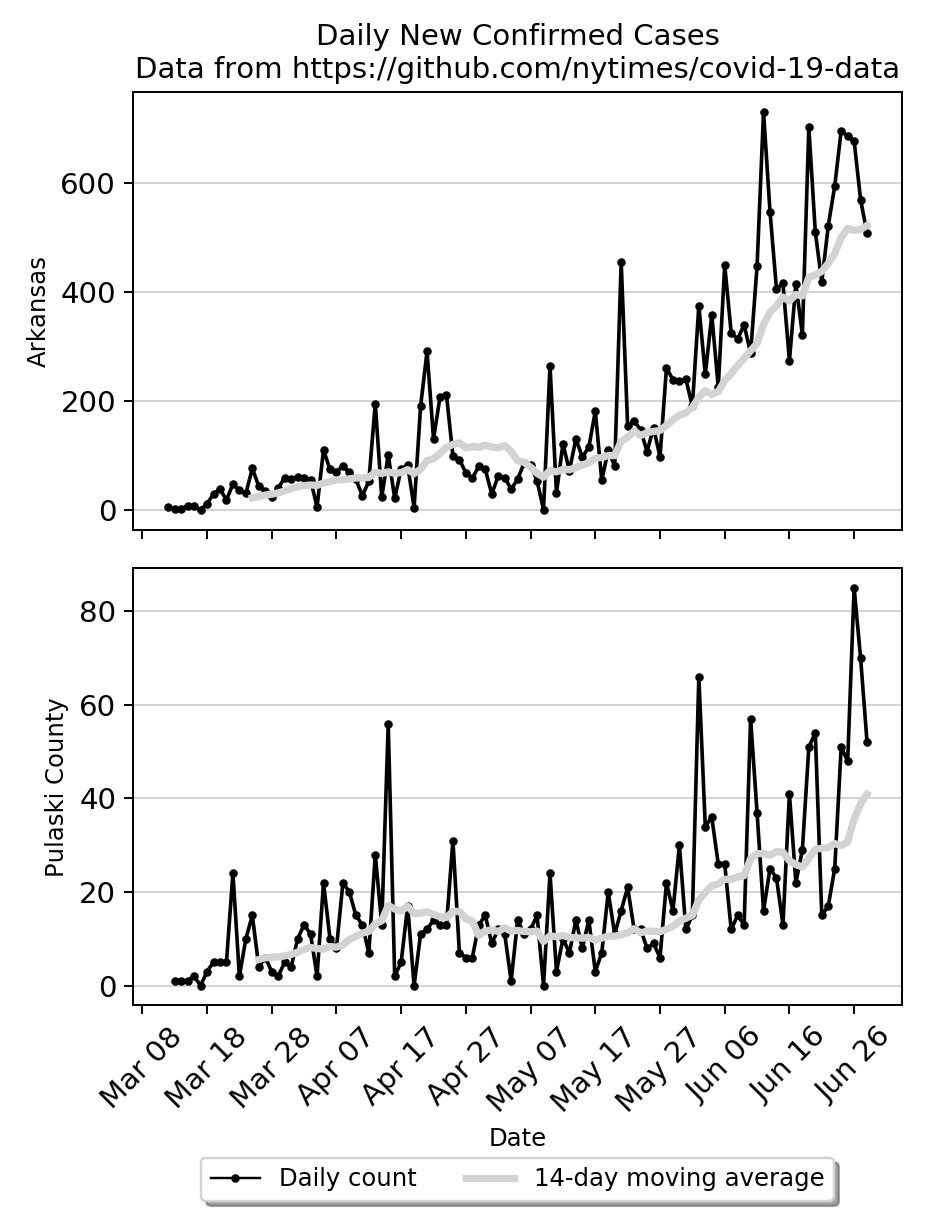 Daily New Confirmed Cases
Data from https://github.com/nytimes/covid-19-data
600
400
200
0
Arkansas
80
60
40
20
0
Pulaski County
Mar 08
Mar 18
Mar 28
Apr 07
Apr 17
Apr 27
May 07
May 17
May 27
Jun 06
Jun 16
Jun 26
Date
Daily count
14-day moving average